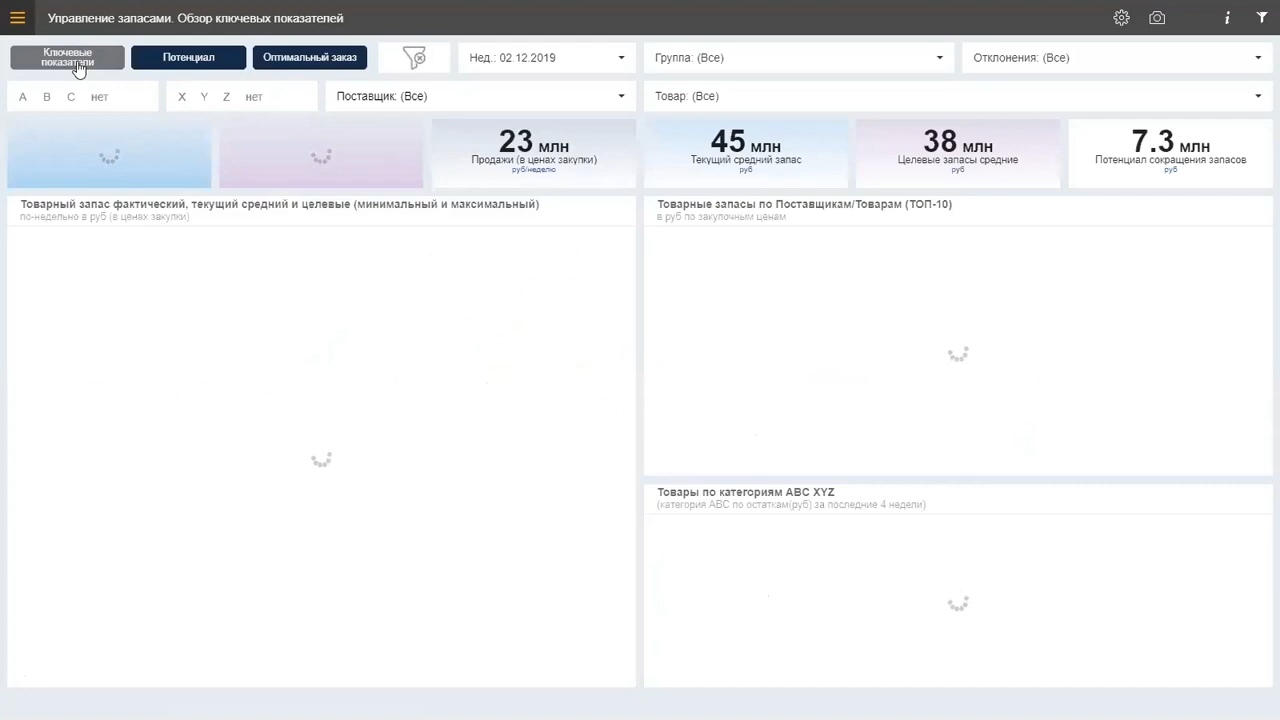 Управление запасами. Обзор ключевых показателей
i
Ключевые
показатели
Потенциал
Оптимальный заказ
Нед.: 02.12.2019
Группа: (Все)
Отклонения: (Все)
A B C нет
X Y Z нет
Поставщик: (Все)
Товар: (Все)
23 млн
Продажи (в ценах закупки)
руб/неделю
45 млн
Текущий средний запас
руб
38 млн
Целевые запасы средние
руб
7.3 млн
Потенциал сокращения запасов
руб
Товарный запас фактический, текущий средний и целевые (минимальный и максимальный)
по-недельно в руб (в ценах закупки)
Товарные запасы по Поставщикам/Товарам (ТОП-10)
в руб по закупочным ценам
Товары по категориям ABC XYZ
(категория ABC по остаткам(руб) за последние 4 недели)